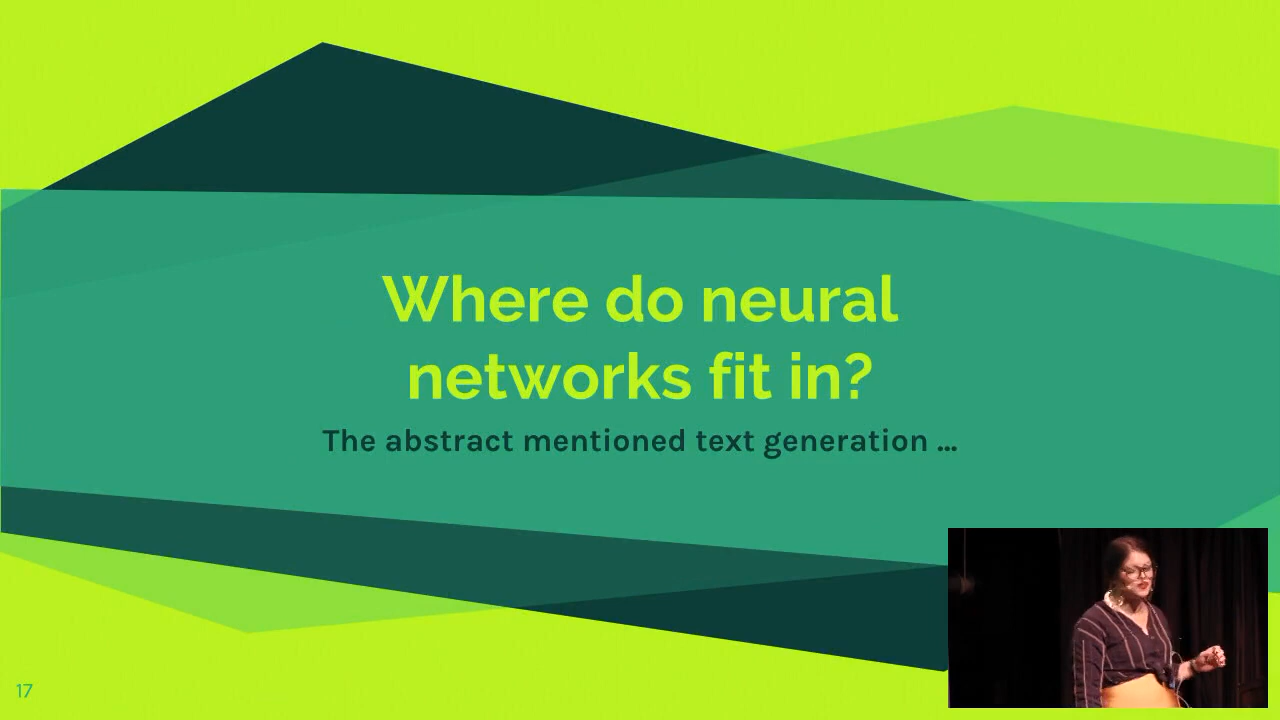 Where do neural
networks fit in?
The abstract mentioned text generation ...
17